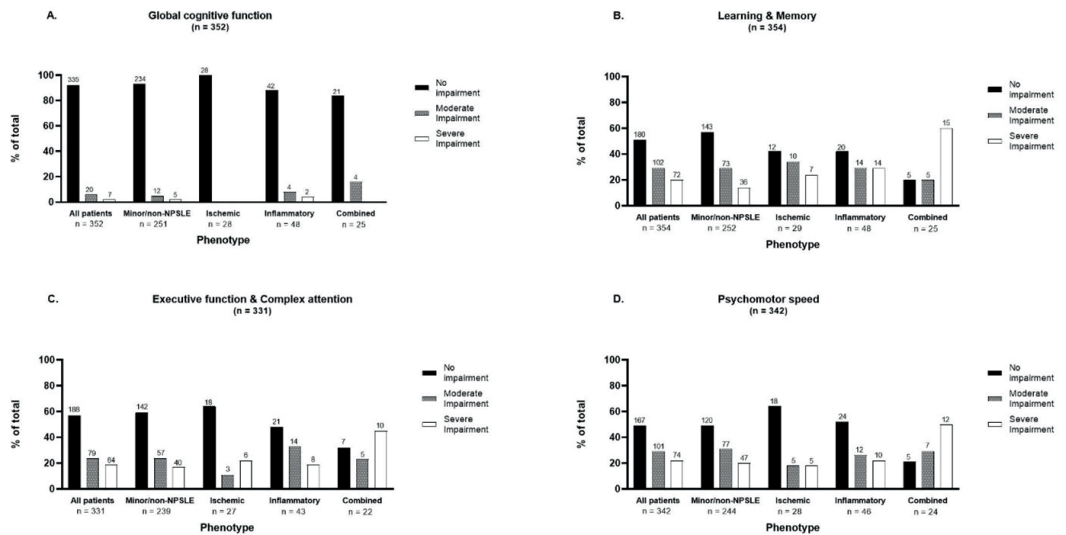 A.
Global cognitive function
(n = 352)
% of total
100
80
60
40
20
0
335
20
7
234
12
5
28
42
4
2
21
4
No
impairment
Moderate
Impairment
Severe
Impairment
All patients
n = 352
Minor/non-NPSLE
n = 251
Ischemic
n = 28
Inflammatory
n = 48
Combined
n = 25
Phenotype
B.
Learning & Memory
(n = 354)
% of total
100
80
60
40
20
0
180
102
72
143
73
36
12
10
7
20
14
14
5
5
15
No
impairment
Moderate
Impairment
Severe
Impairment
All patients
n = 354
Minor/non-NPSLE
n = 252
Ischemic
n = 29
Inflammatory
n = 48
Combined
n = 25
Phenotype
C.
Executive function & Complex attention
(n = 331)
% of total
100
80
60
40
20
0
188
79
64
142
57
40
18
3
6
21
14
8
7
5
10
No
impairment
Moderate
Impairment
Severe
Impairment
All patients
n = 331
Minor/non-NPSLE
n = 239
Ischemic
n = 27
Inflammatory
n = 43
Combined
n = 22
Phenotype
D.
Psychomotor speed
(n = 342)
% of total
100
80
60
40
20
0
167
101
74
120
77
47
18
5
5
24
12
10
5
7
12
No
impairment
Moderate
Impairment
Severe
Impairment
All patients
n = 342
Minor/non-NPSLE
n = 244
Ischemic
n = 28
Inflammatory
n = 46
Combined
n = 24
Phenotype